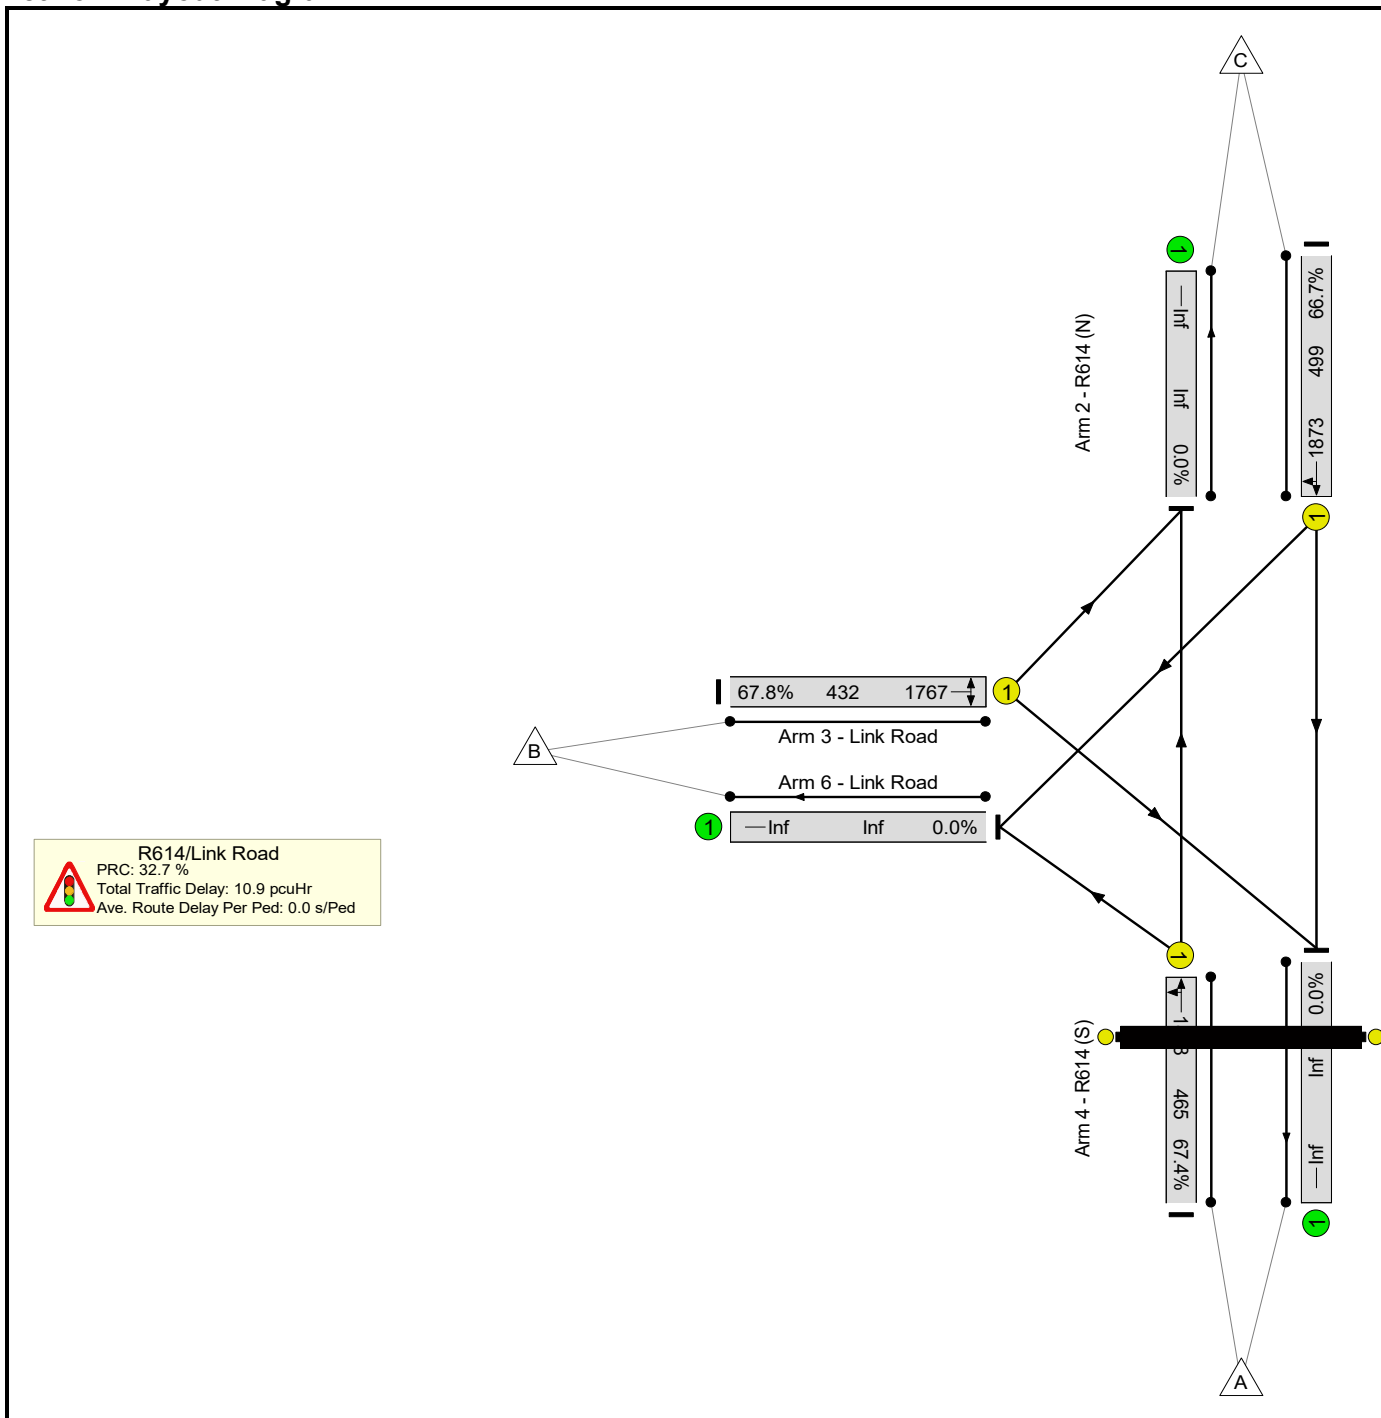 C
1
Inf
Inf
0.0%
Arm 2 - R614 (N)
66.7%
499
1873
1
67.8% 432 1767
1
Arm 3 - Link Road
B
Arm 6 - Link Road
1
Inf Inf 0.0%
R614/Link Road
PRC: 32.7 %
Total Traffic Delay: 10.9 pcuHr
Ave. Route Delay Per Ped: 0.0 s/Ped
1
465
67.4%
Arm 4 - R614 (S)
0.0%
Inf
Inf
1
A